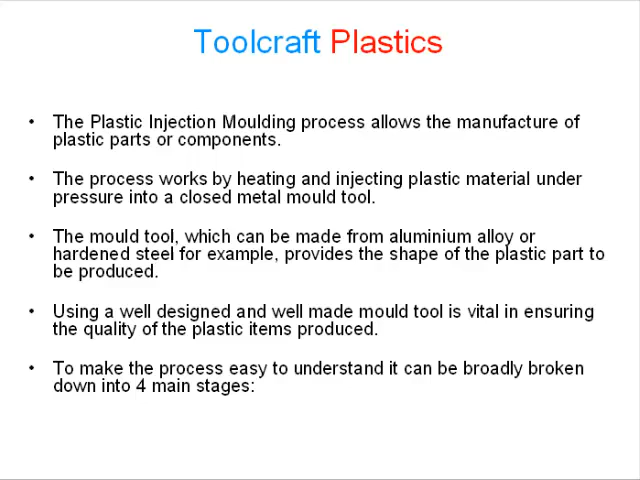 Toolcraft Plastics
• The Plastic Injection Moulding process allows the manufacture of
plastic parts or components.
• The process works by heating and injecting plastic material under
pressure into a closed metal mould tool.
• The mould tool, which can be made from aluminium alloy or
hardened steel for example, provides the shape of the plastic part to
be produced.
• Using a well designed and well made mould tool is vital in ensuring
the quality of the plastic items produced.
• To make the process easy to understand it can be broadly broken
down into 4 main stages: